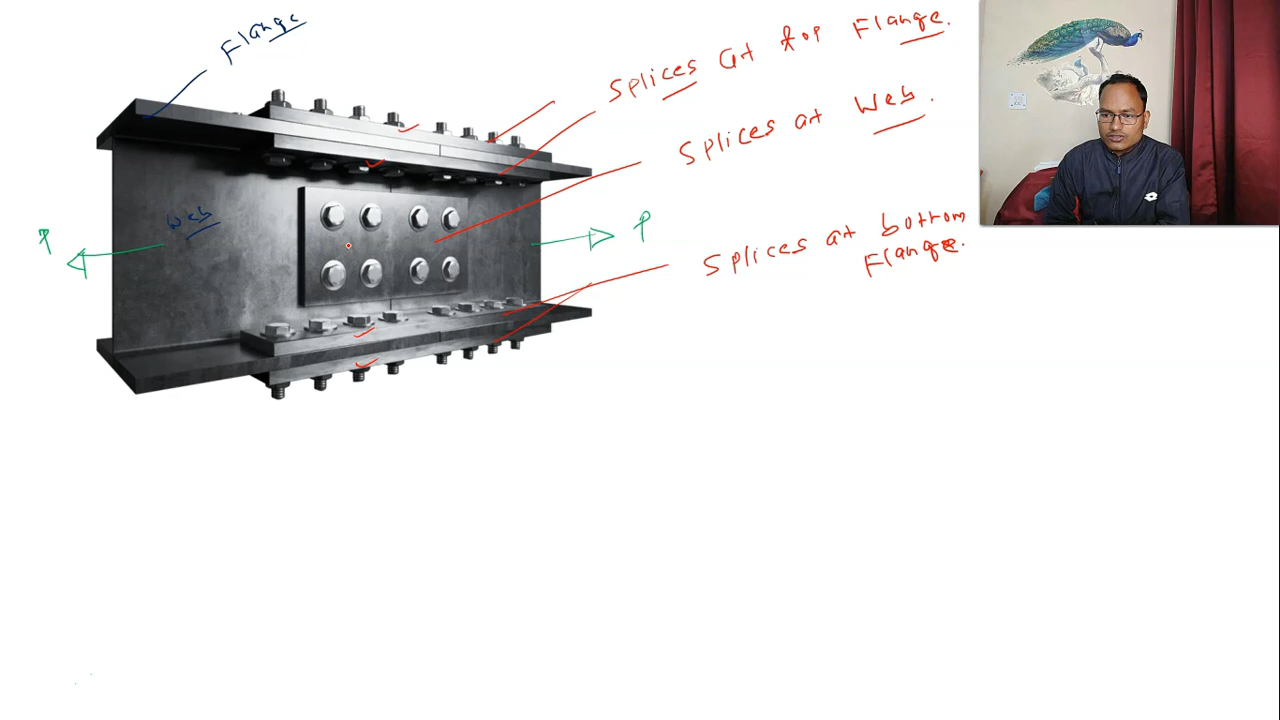 Flange
Splices at top Flange.
Splices at Web.
Web
P
P
Splices at bottom
Flange.